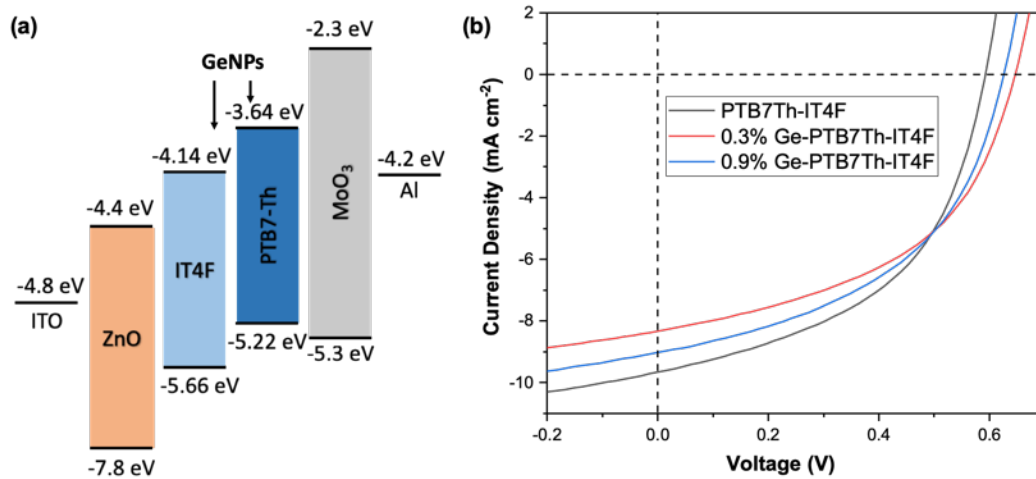 (a)
GeNPs
-2.3 eV
-3.64 eV
-4.14 eV
-4.2 eV
Al
-4.4 eV
-4.8 eV
ITO
ZnO
IT4F
PTB7-Th
MoO₃
-5.22 eV
-5.3 eV
-5.66 eV
-7.8 eV
(b)
2
0
-2
-4
-6
-8
-10
Current Density (mA cm⁻²)
PTB7Th-IT4F
0.3% Ge-PTB7Th-IT4F
0.9% Ge-PTB7Th-IT4F
-0.2
0.0
0.2
0.4
0.6
Voltage (V)